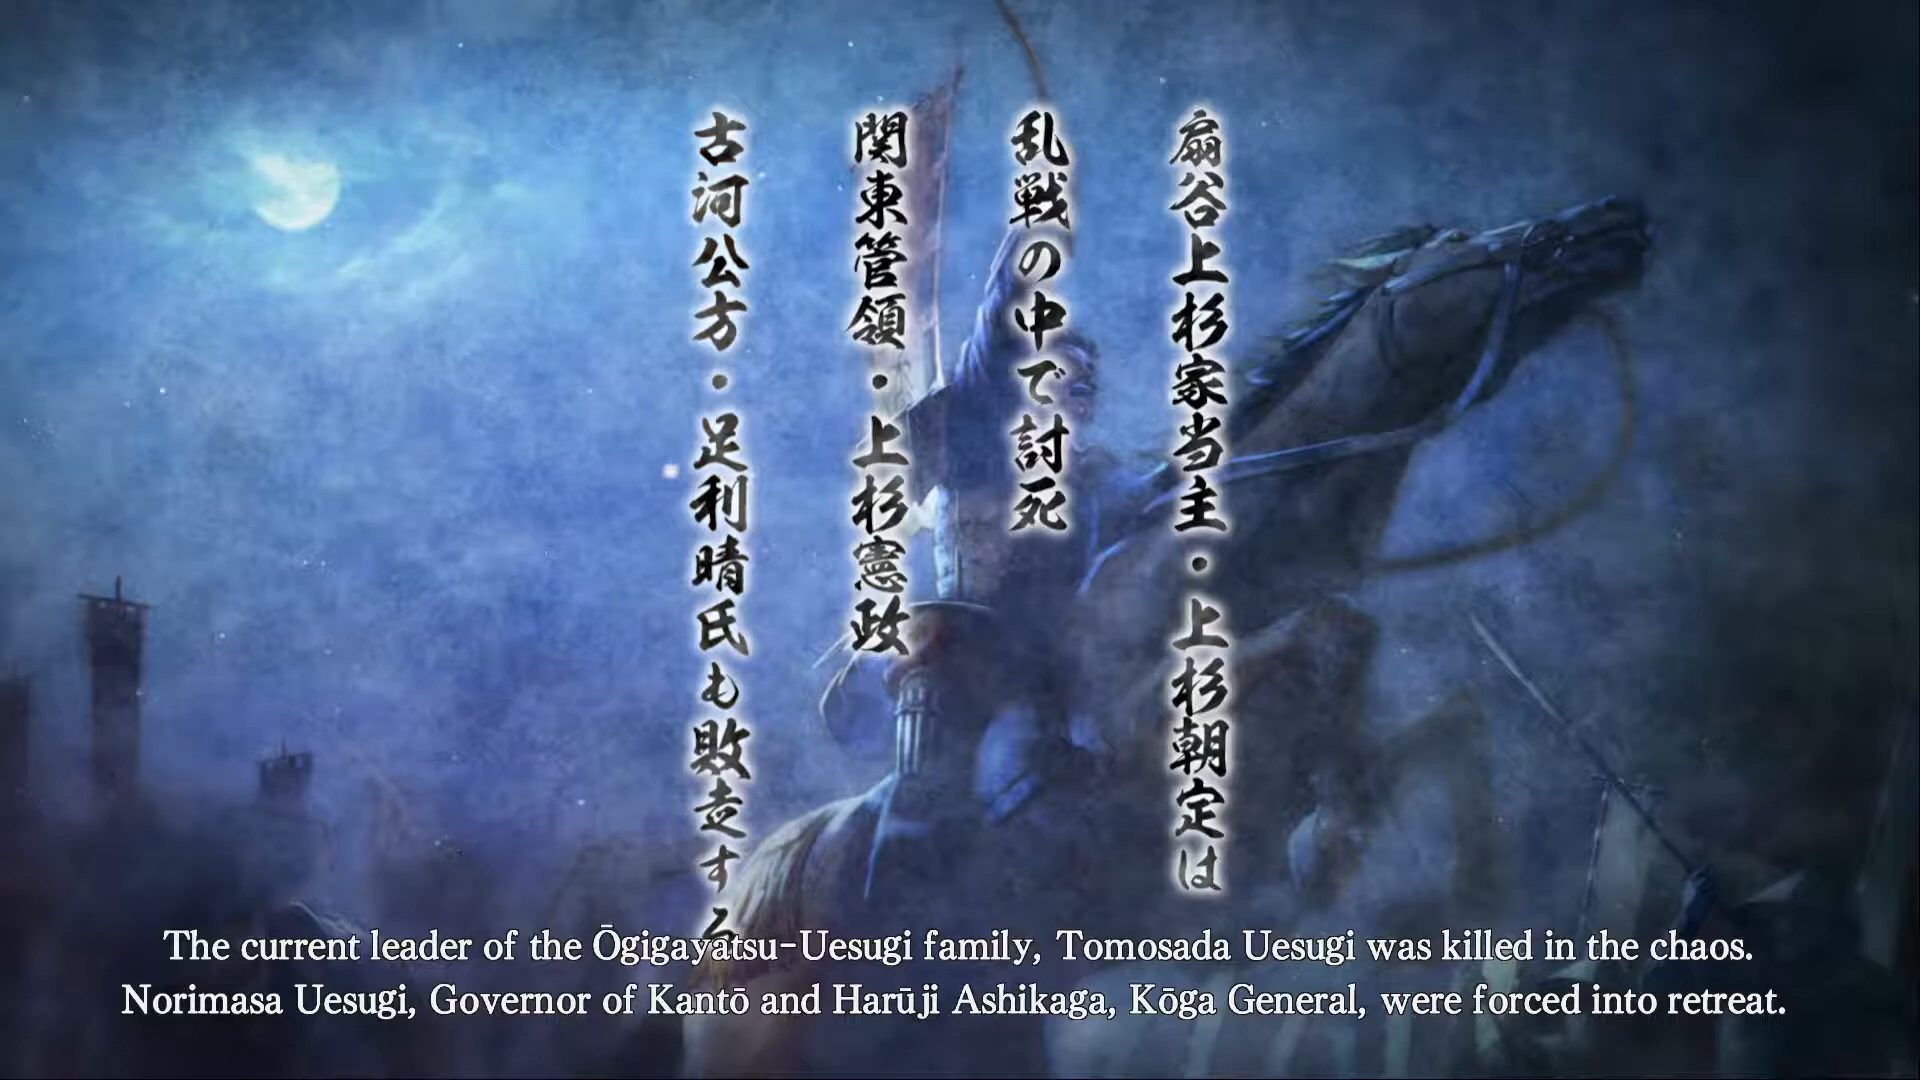 扇谷上杉家当主・上杉朝定は
乱戦の中で討死
関東管領・上杉憲政
古河公方・足利晴氏も敗走する
The current leader of the Ōgigayatsu-Uesugi family, Tomosada Uesugi was killed in the chaos.
Norimasa Uesugi, Governor of Kantō and Harūji Ashikaga, Kōga General, were forced into retreat.